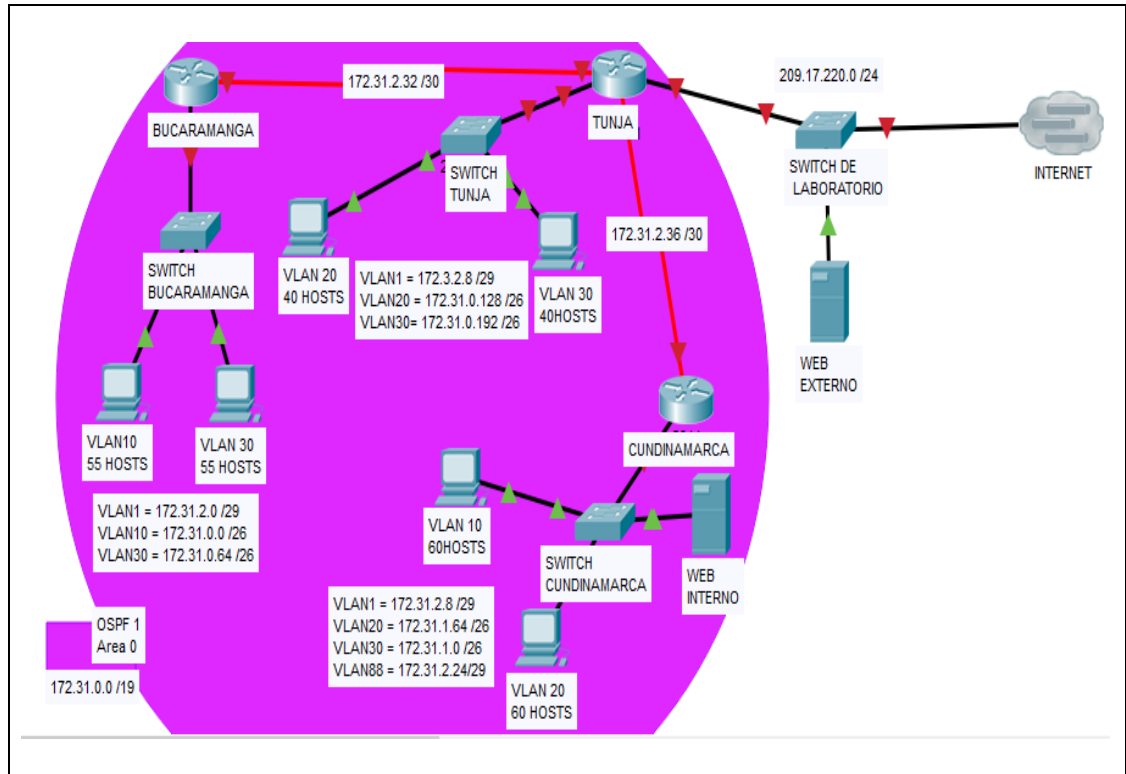 172.31.2.32 /30
209.17.220.0 /24
BUCARAMANGA
TUNJA
INTERNET
SWITCH
TUNJA
SWITCH DE
LABORATORIO
172.31.2.36 /30
SWITCH
BUCARAMANGA
VLAN 20
40 HOSTS
VLAN1 = 172.3.2.8 /29
VLAN20 = 172.31.0.128 /26
VLAN30= 172.31.0.192 /26
VLAN 30
40HOSTS
WEB
EXTERNO
VLAN10
55 HOSTS
VLAN 30
55 HOSTS
CUNDINAMARCA
VLAN1 = 172.31.2.0 /29
VLAN10 = 172.31.0.0 /26
VLAN30 = 172.31.0.64 /26
VLAN 10
60HOSTS
SWITCH
CUNDINAMARCA
WEB
INTERNO
VLAN1 = 172.31.2.8 /29
VLAN20 = 172.31.1.64 /26
VLAN30 = 172.31.1.0 /26
VLAN88 = 172.31.2.24/29
OSPF 1
Area 0
172.31.0.0 /19
VLAN 20
60 HOSTS